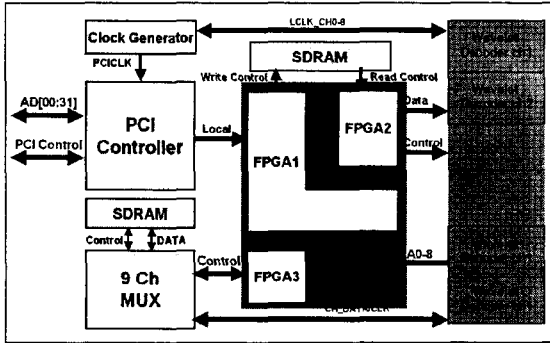 LCLK_CH0-8
Clock Generator
SDRAM
PCICLK
Write Control
Read Control
AD[00:31]
Data
PCI
Controller
FPGA2
Local
PCI Control
Control
FPGA1
SDRAM
Control
DATA
Control
A0-8
9 Ch
MUX
FPGA3